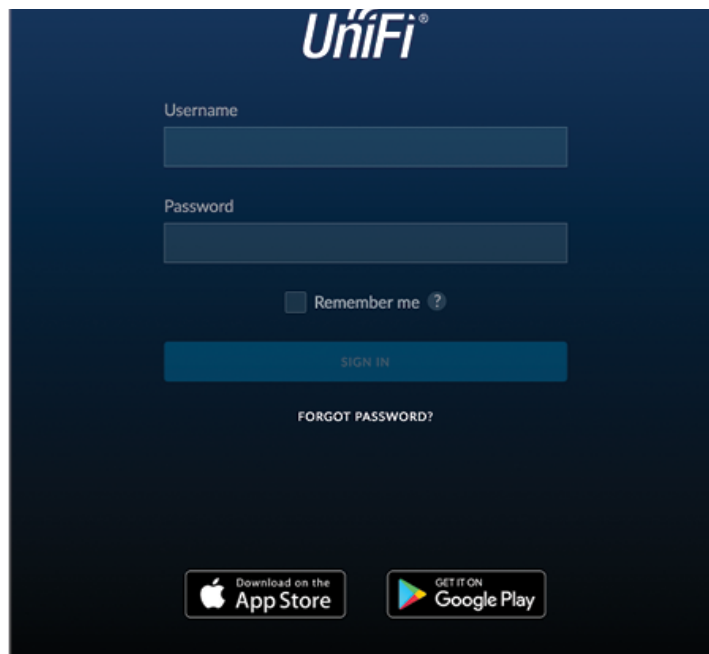 UniFi®
Username
Password
Remember me ?
SIGN IN
FORGOT PASSWORD?
Download on the
App Store
GET IT ON
Google Play